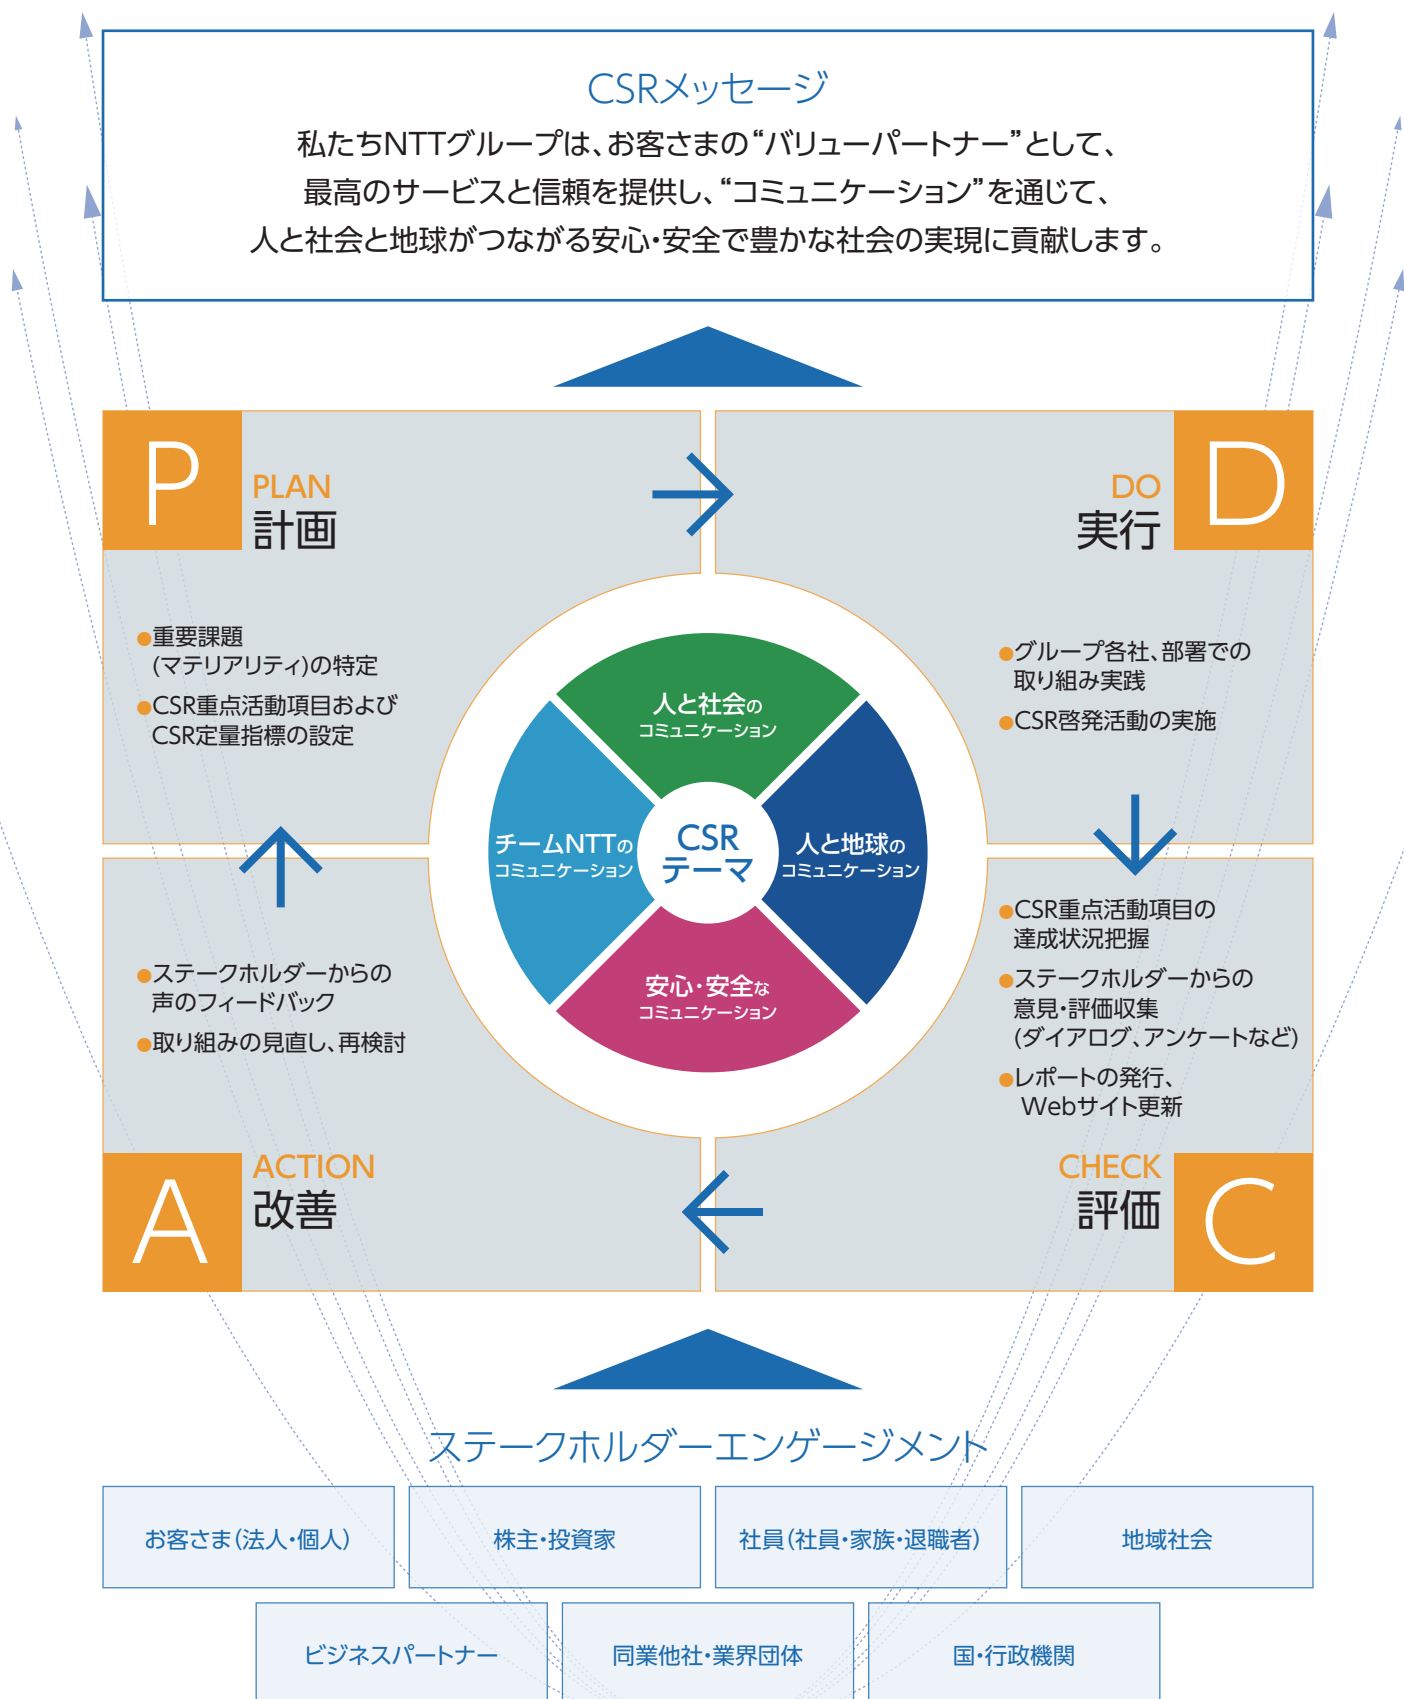 CSRメッセージ
私たちNTTグループは、お客さまの“バリューパートナー”として、
最高のサービスと信頼を提供し、“コミュニケーション”を通じて、
人と社会と地球がつながる安心・安全で豊かな社会の実現に貢献します。
P
PLAN
計画
●重要課題
(マテリアリティ)の特定
●CSR重点活動項目および
CSR定量指標の設定
D
DO
実行
●グループ各社、部署での
取り組み実践
●CSR啓発活動の実施
人と社会の
コミュニケーション
チームNTTの
コミュニケーション
CSR
テーマ
人と地球の
コミュニケーション
安心・安全な
コミュニケーション
●ステークホルダーからの
声のフィードバック
●取り組みの見直し、再検討
A
ACTION
改善
●CSR重点活動項目の
達成状況把握
●ステークホルダーからの
意見・評価収集
(ダイアログ、アンケートなど)
●レポートの発行、
Webサイト更新
CHECK
評価
C
ステークホルダーエンゲージメント
お客さま(法人・個人)
株主・投資家
社員(社員・家族・退職者)
地域社会
ビジネスパートナー
同業他社・業界団体
国・行政機関